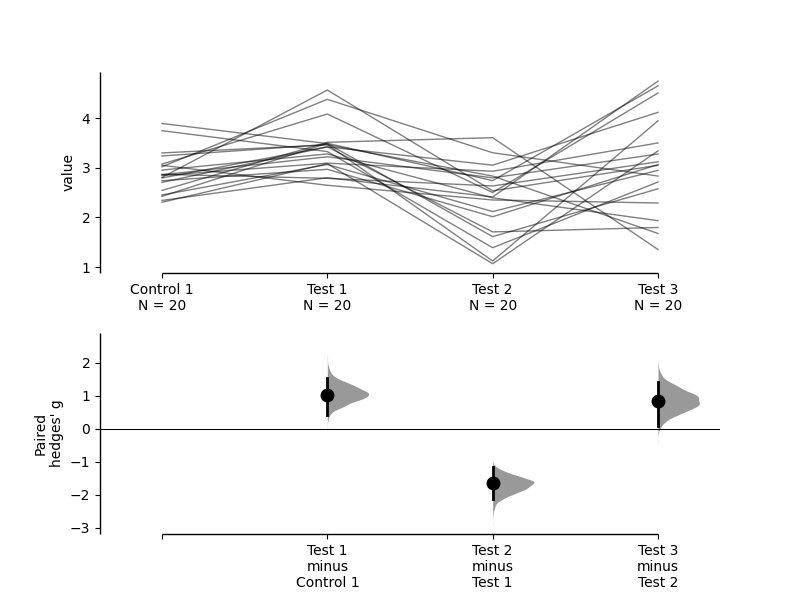 4
3
2
1
value
Control 1
N = 20
Test 1
N = 20
Test 2
N = 20
Test 3
N = 20
2
1
0
−1
−2
−3
Paired
hedges' g
Test 1
minus
Control 1
Test 2
minus
Test 1
Test 3
minus
Test 2